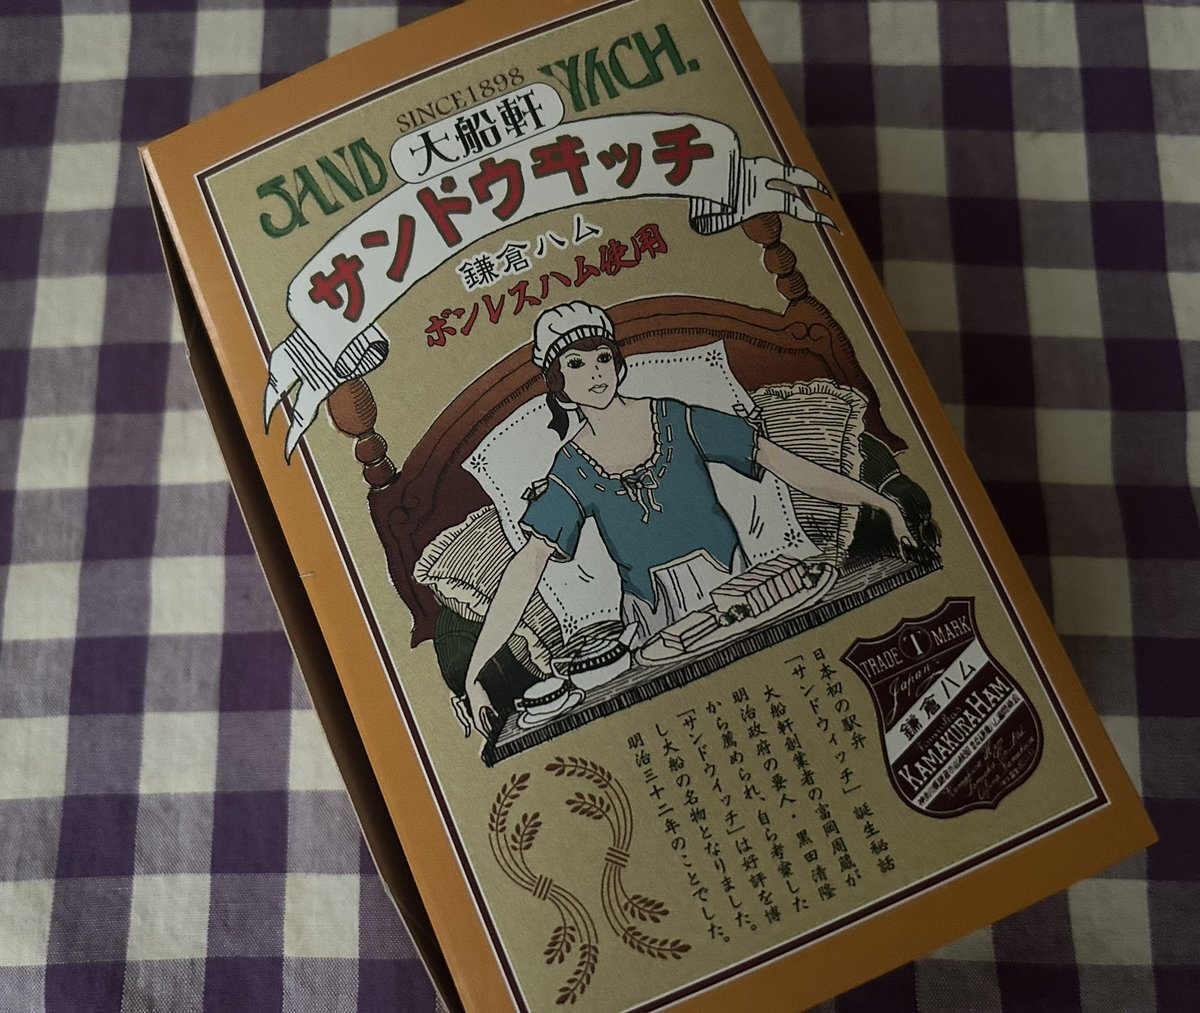 SAND WICH.
SINCE1898
大船軒
サンドウヰッチ
鎌倉ハム
ボンレスハム使用
TRADE MARK
Japan
鎌倉ハム
KAMAKURAHAM
日本初の駅弁
「サンドウィッチ」誕生秘話
大船軒創業者の富岡周蔵が
明治政府の要人・黒田清隆
から薦められ、自ら考案した
「サンドウイッチ」は好評を博
し大船の名物となりました。
明治三十二年のことでした。